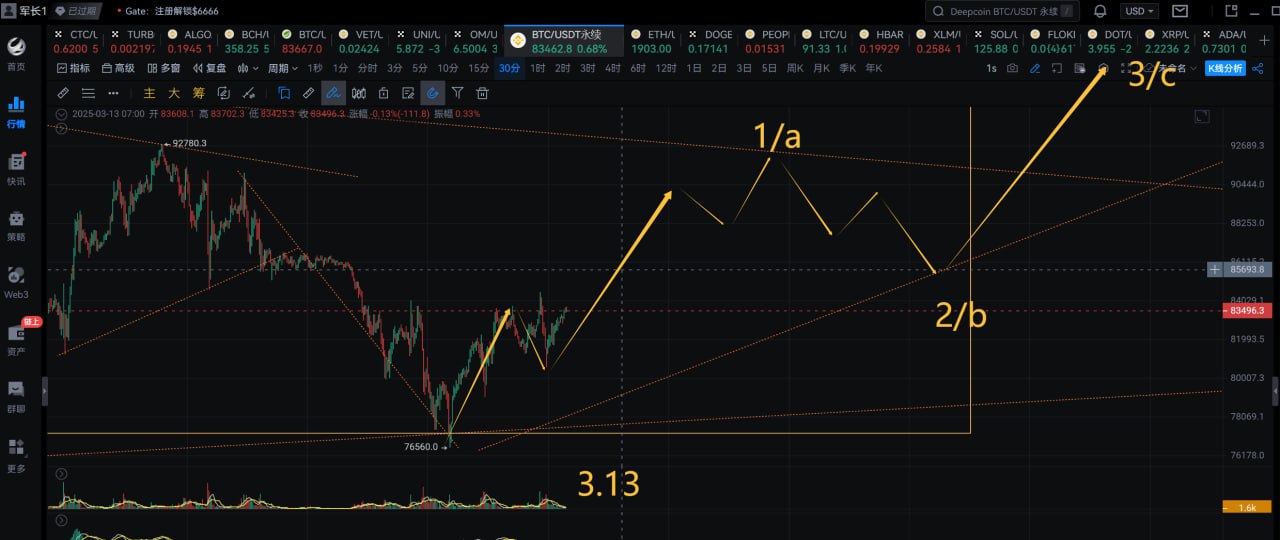 军长1 已过期 Gate：注册解锁$6666 Deepcoin BTC/USDT 永续 / USD
CTC/L TURB ALGO BCH/I BTC/L VET/L UNI/L OM/U BTC/USDT永续 ETH/U DOGE PEOPI LTC/U HBAR XLM/U SOL/U FLOKI DOT/U XRP/U ADA/
0.6200 5 0.002197 0.1945 1 358.25 5 83667.0 0.02424 5.872 -3 6.5004 3 83462.8 0.68% 1903.00 0.17141 0.01531 91.33 1. 0.19929 0.2584 1 125.88 0 0.0(4)61 3.955 -2 2.2236 2 0.7301 0
首页
指标 高级 多窗 复盘 周期 1秒 1分 分时 3分 5分 10分 15分 30分 1时 2时 3时 4时 6时 12时 1日 2日 3日 5日 周K 月K 季K 年K 1s 未命名 K线分析
3/c
主 大 筹
行情
2025-03-13 07:00 开 83608.1 高 83702.3 低 83425.3 收 83496.3 涨幅 -0.13%(-111.8) 振幅 0.33%
1/a
92780.3
92689.3
快讯
90444.0
88253.0
策略
86115.2
85693.8
Web3
84029.1
83496.3
2/b
链上
资产
81993.5
80007.3
群聊
78069.1
76560.0
76178.0
更多
3.13
1.6k